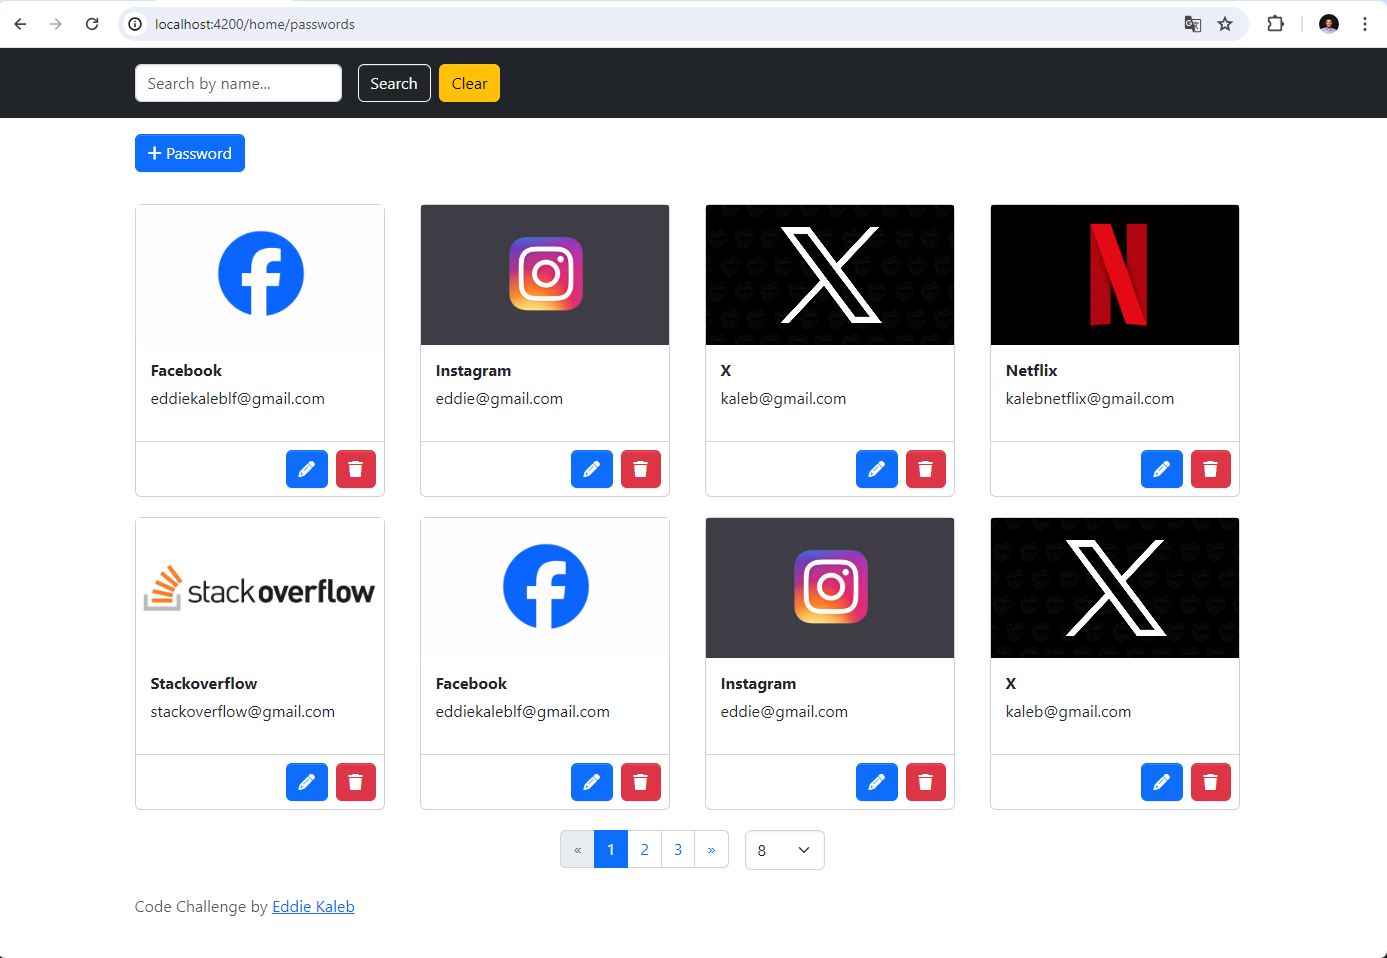 localhost:4200/home/passwords
Search by name...
Search
Clear
+ Password
Facebook
eddiekaleblf@gmail.com
Instagram
eddie@gmail.com
X
kaleb@gmail.com
Netflix
kalebnetflix@gmail.com
stackoverflow
Stackoverflow
stackoverflow@gmail.com
Facebook
eddiekaleblf@gmail.com
Instagram
eddie@gmail.com
X
kaleb@gmail.com
« 1 2 3 » 8
Code Challenge by Eddie Kaleb